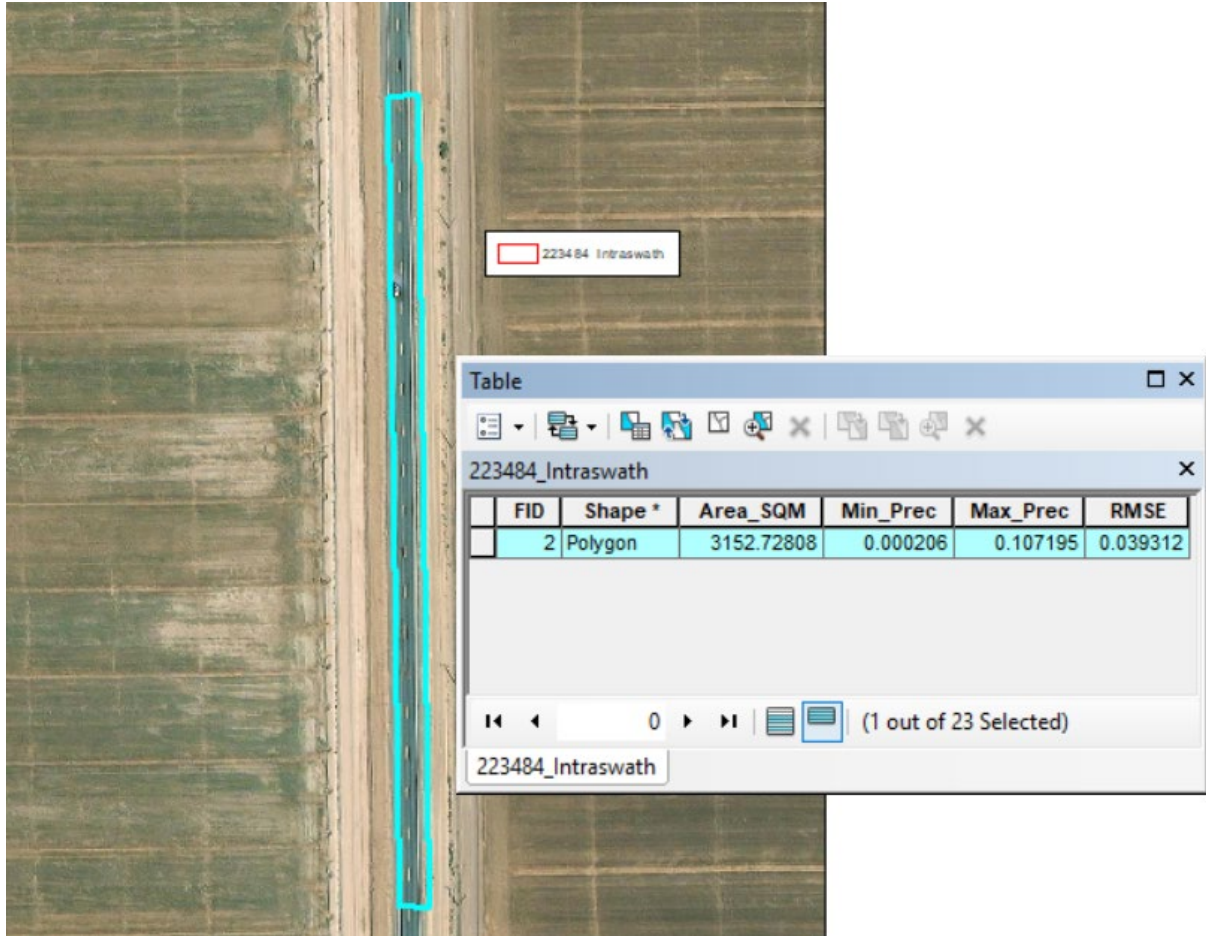 223484 Intraswath
Table
223484_Intraswath
FID Shape * Area_SQM Min_Prec Max_Prec RMSE
2 Polygon 3152.72808 0.000206 0.107195 0.039312
0 (1 out of 23 Selected)
223484_Intraswath